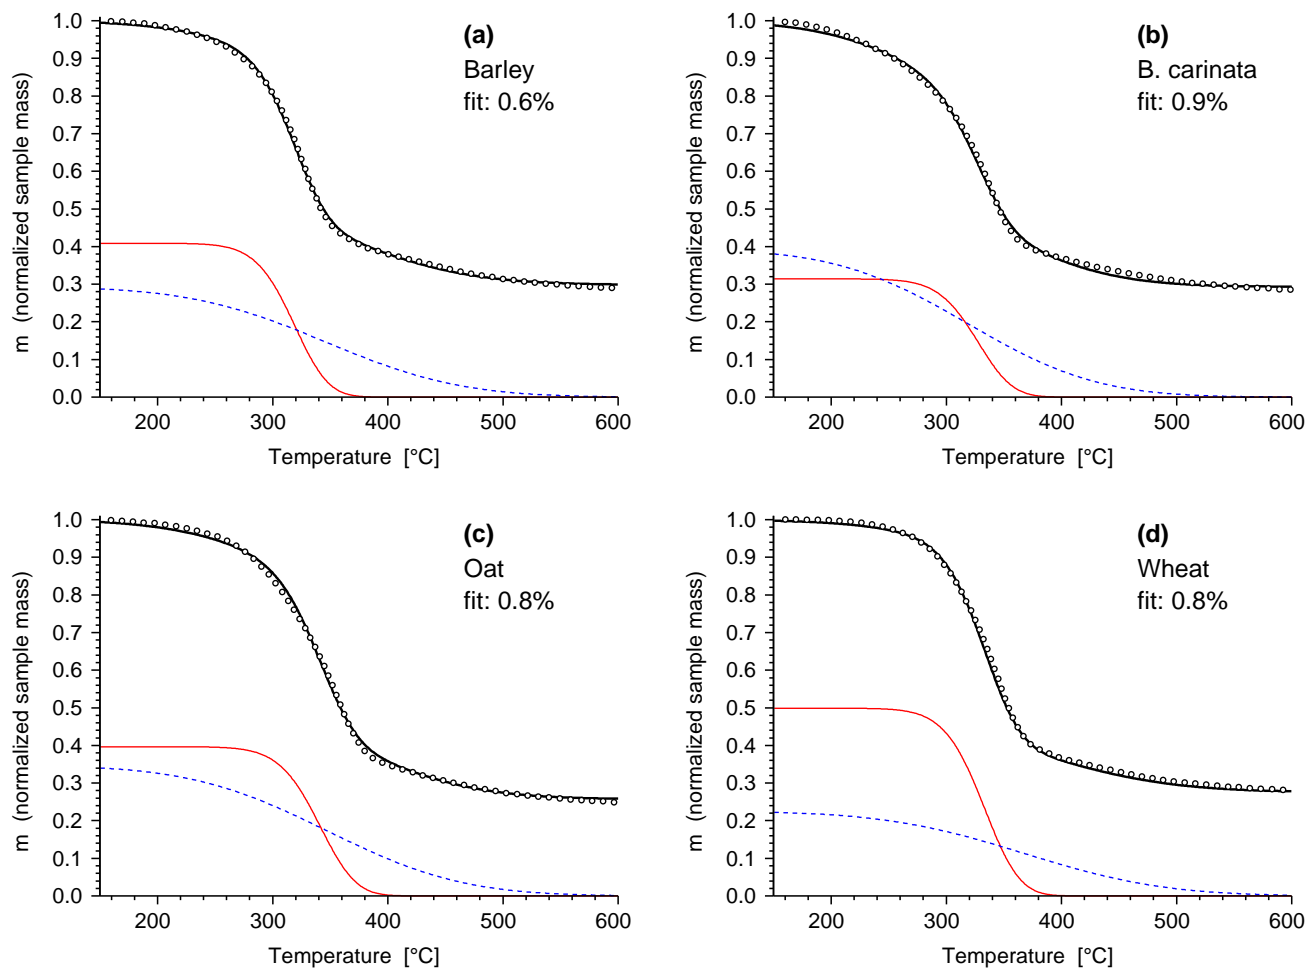 (a)
Barley
fit: 0.6%
m (normalized sample mass)
1.0
0.9
0.8
0.7
0.6
0.5
0.4
0.3
0.2
0.1
0.0
200 300 400 500 600
Temperature [°C]
(b)
B. carinata
fit: 0.9%
m (normalized sample mass)
1.0
0.9
0.8
0.7
0.6
0.5
0.4
0.3
0.2
0.1
0.0
200 300 400 500 600
Temperature [°C]
(c)
Oat
fit: 0.8%
m (normalized sample mass)
1.0
0.9
0.8
0.7
0.6
0.5
0.4
0.3
0.2
0.1
0.0
200 300 400 500 600
Temperature [°C]
(d)
Wheat
fit: 0.8%
m (normalized sample mass)
1.0
0.9
0.8
0.7
0.6
0.5
0.4
0.3
0.2
0.1
0.0
200 300 400 500 600
Temperature [°C]